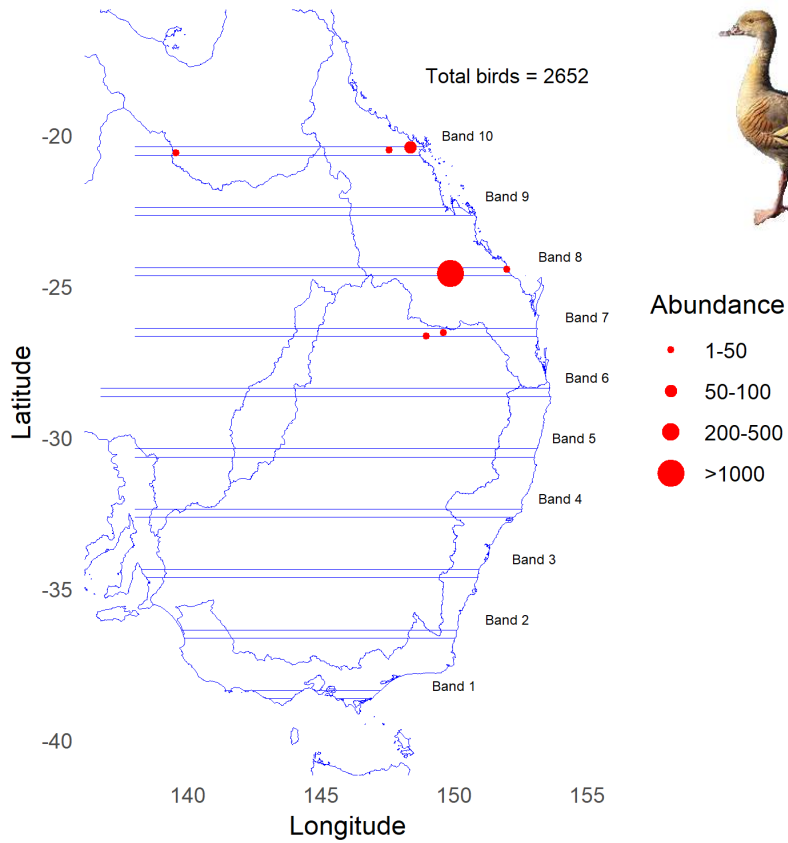 Total birds = 2652
-20
Band 10
Band 9
Band 8
-25
Band 7
Band 6
-30
Band 5
Band 4
Band 3
-35
Band 2
Band 1
-40
Latitude
140
145
150
155
Longitude
Abundance
1-50
50-100
200-500
>1000